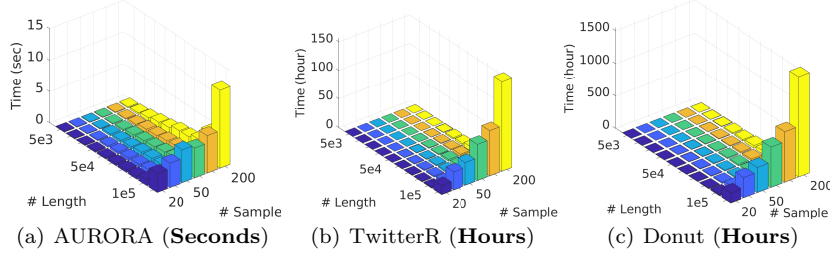 15
10
5
0
Time (sec)
5e3
5e4
1e5
# Length
20
50
200
# Sample
(a) AURORA (Seconds)
150
100
50
0
Time (hour)
5e3
5e4
1e5
# Length
20
50
200
# Sample
(b) TwitterR (Hours)
1500
1000
500
0
Time (hour)
5e3
5e4
1e5
# Length
20
50
200
# Sample
(c) Donut (Hours)